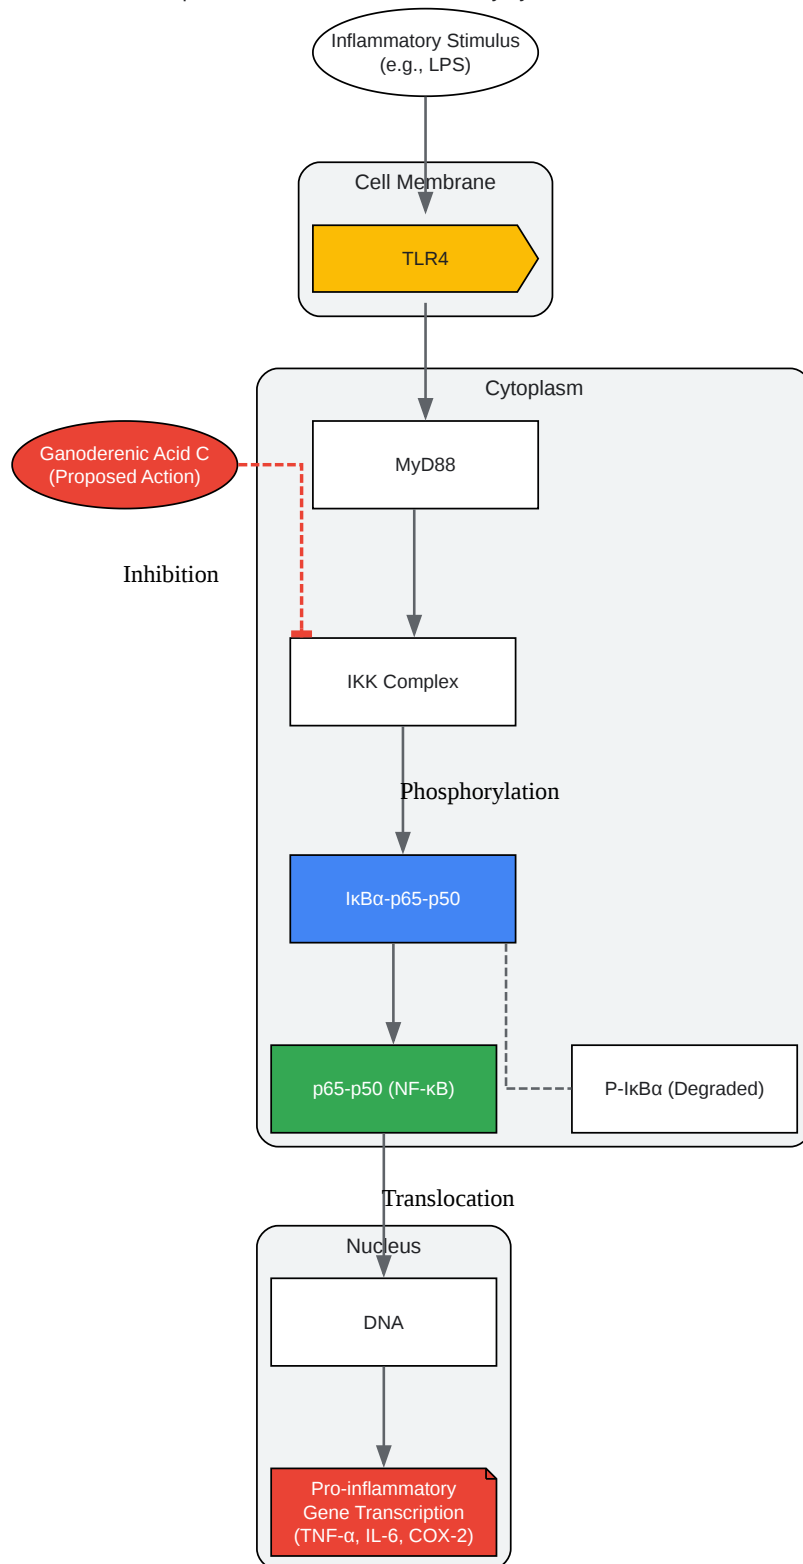 Inflammatory Stimulus
(e.g., LPS)
Cell Membrane
TLR4
Cytoplasm
MyD88
Ganoderenic Acid C
(Proposed Action)
Inhibition
IKK Complex
Phosphorylation
IκBα-p65-p50
p65-p50 (NF-κB)
P-IκBα (Degraded)
Translocation
Nucleus
DNA
Pro-inflammatory
Gene Transcription
(TNF-α, IL-6, COX-2)